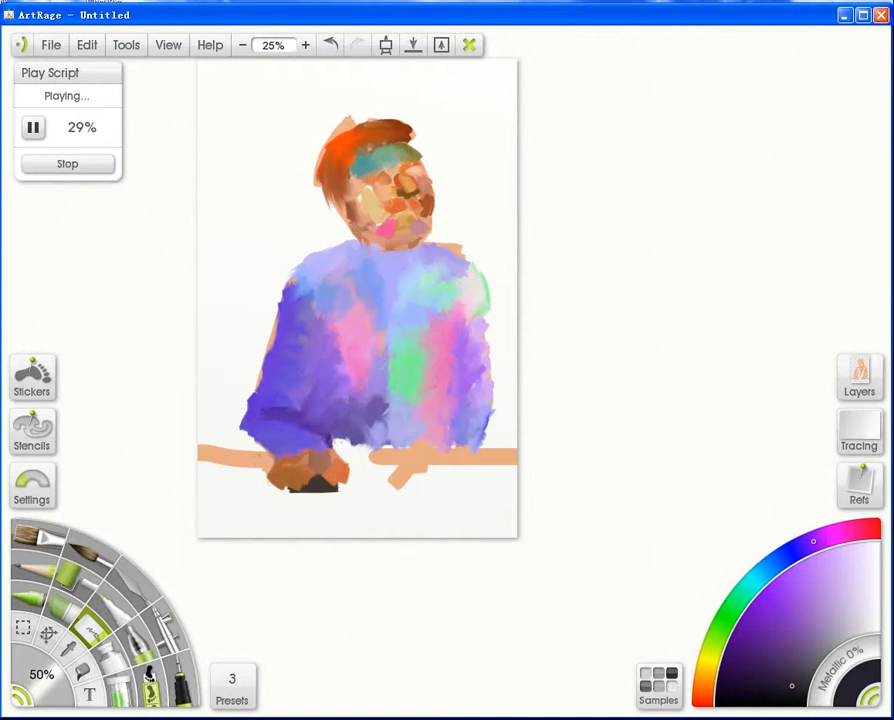 ArtRage - Untitled
File Edit Tools View Help − 25% +
Play Script
Playing...
29%
Stop
Stickers
Stencils
Settings
Layers
Tracing
Refs
50%
T
3
Presets
Samples
Metallic 0%